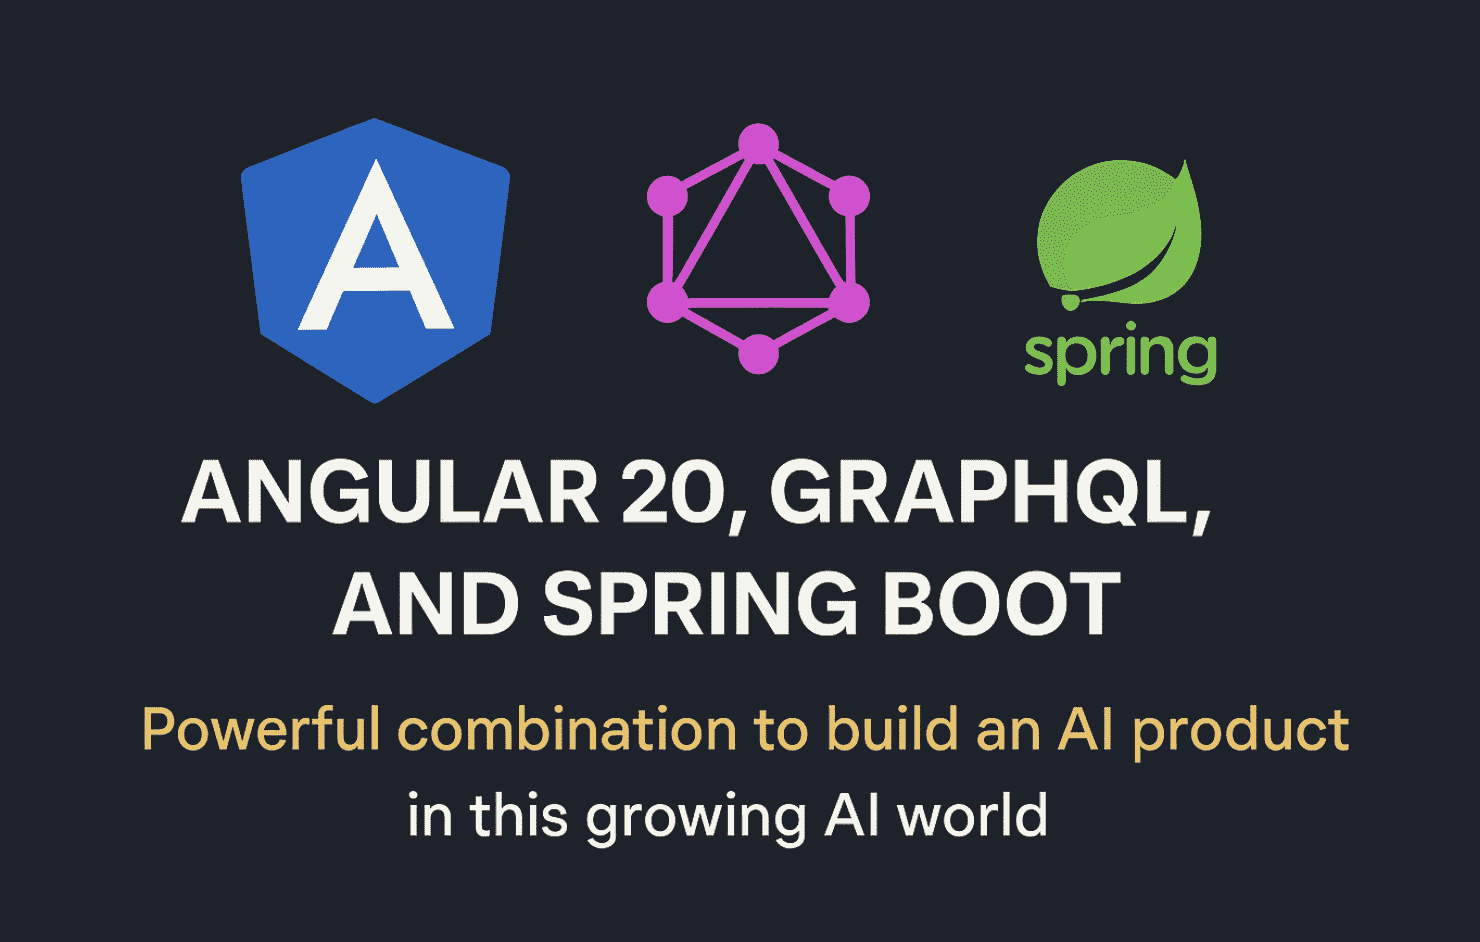 A
spring
ANGULAR 20, GRAPHQL,
AND SPRING BOOT
Powerful combination to build an AI product
in this growing AI world